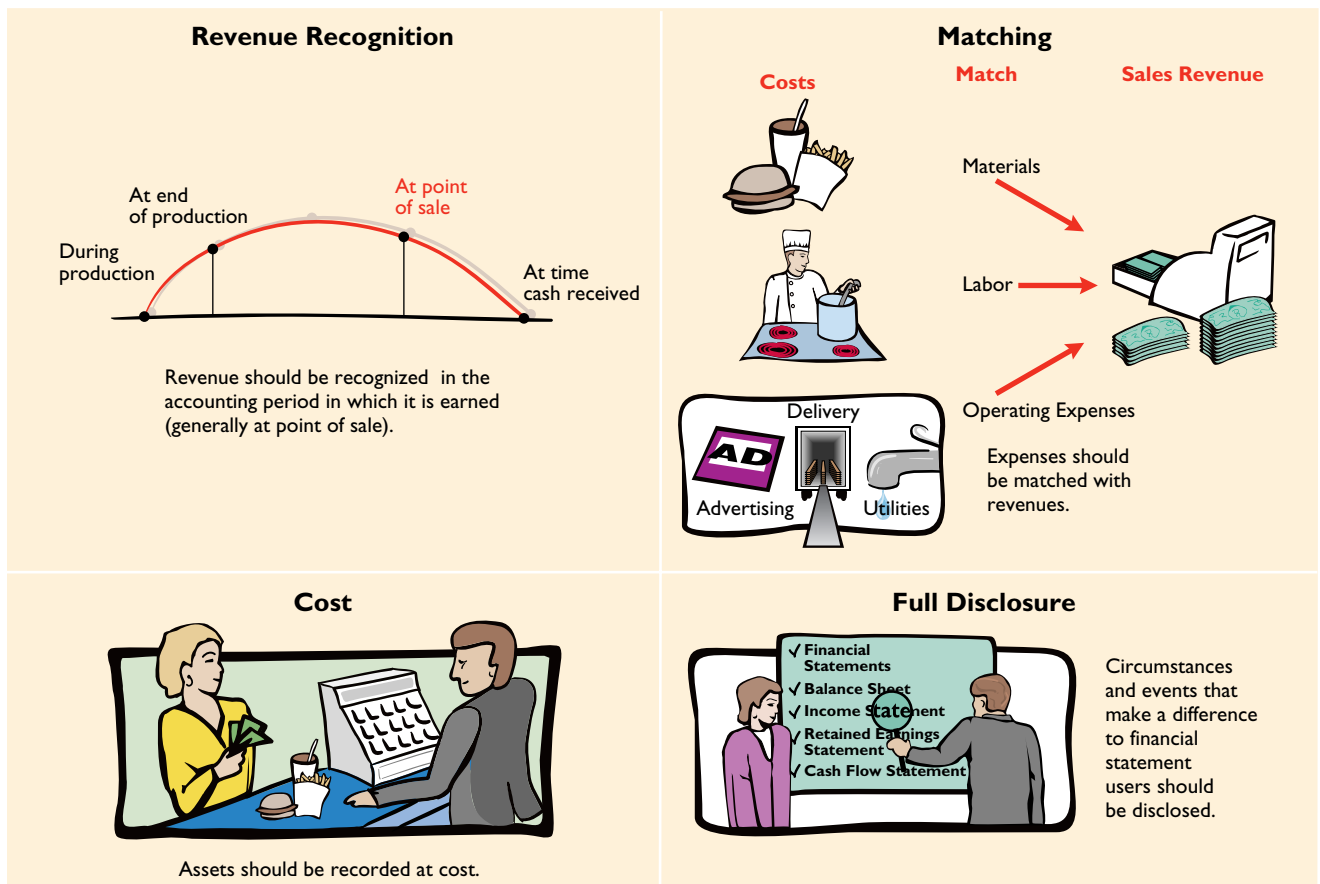 Revenue Recognition
At end
of production
At point
of sale
During
production
At time
cash received
Revenue should be recognized in the
accounting period in which it is earned
(generally at point of sale).
Matching
Costs
Match
Sales Revenue
Materials
Labor
Operating Expenses
Delivery
AD
Advertising
Utilities
Expenses should
be matched with
revenues.
Cost
Assets should be recorded at cost.
Full Disclosure
✓ Financial
Statements
✓ Balance Sheet
✓ Income Statement
✓ Retained Earnings
Statement
✓ Cash Flow Statement
Circumstances
and events that
make a difference
to financial
statement
users should
be disclosed.